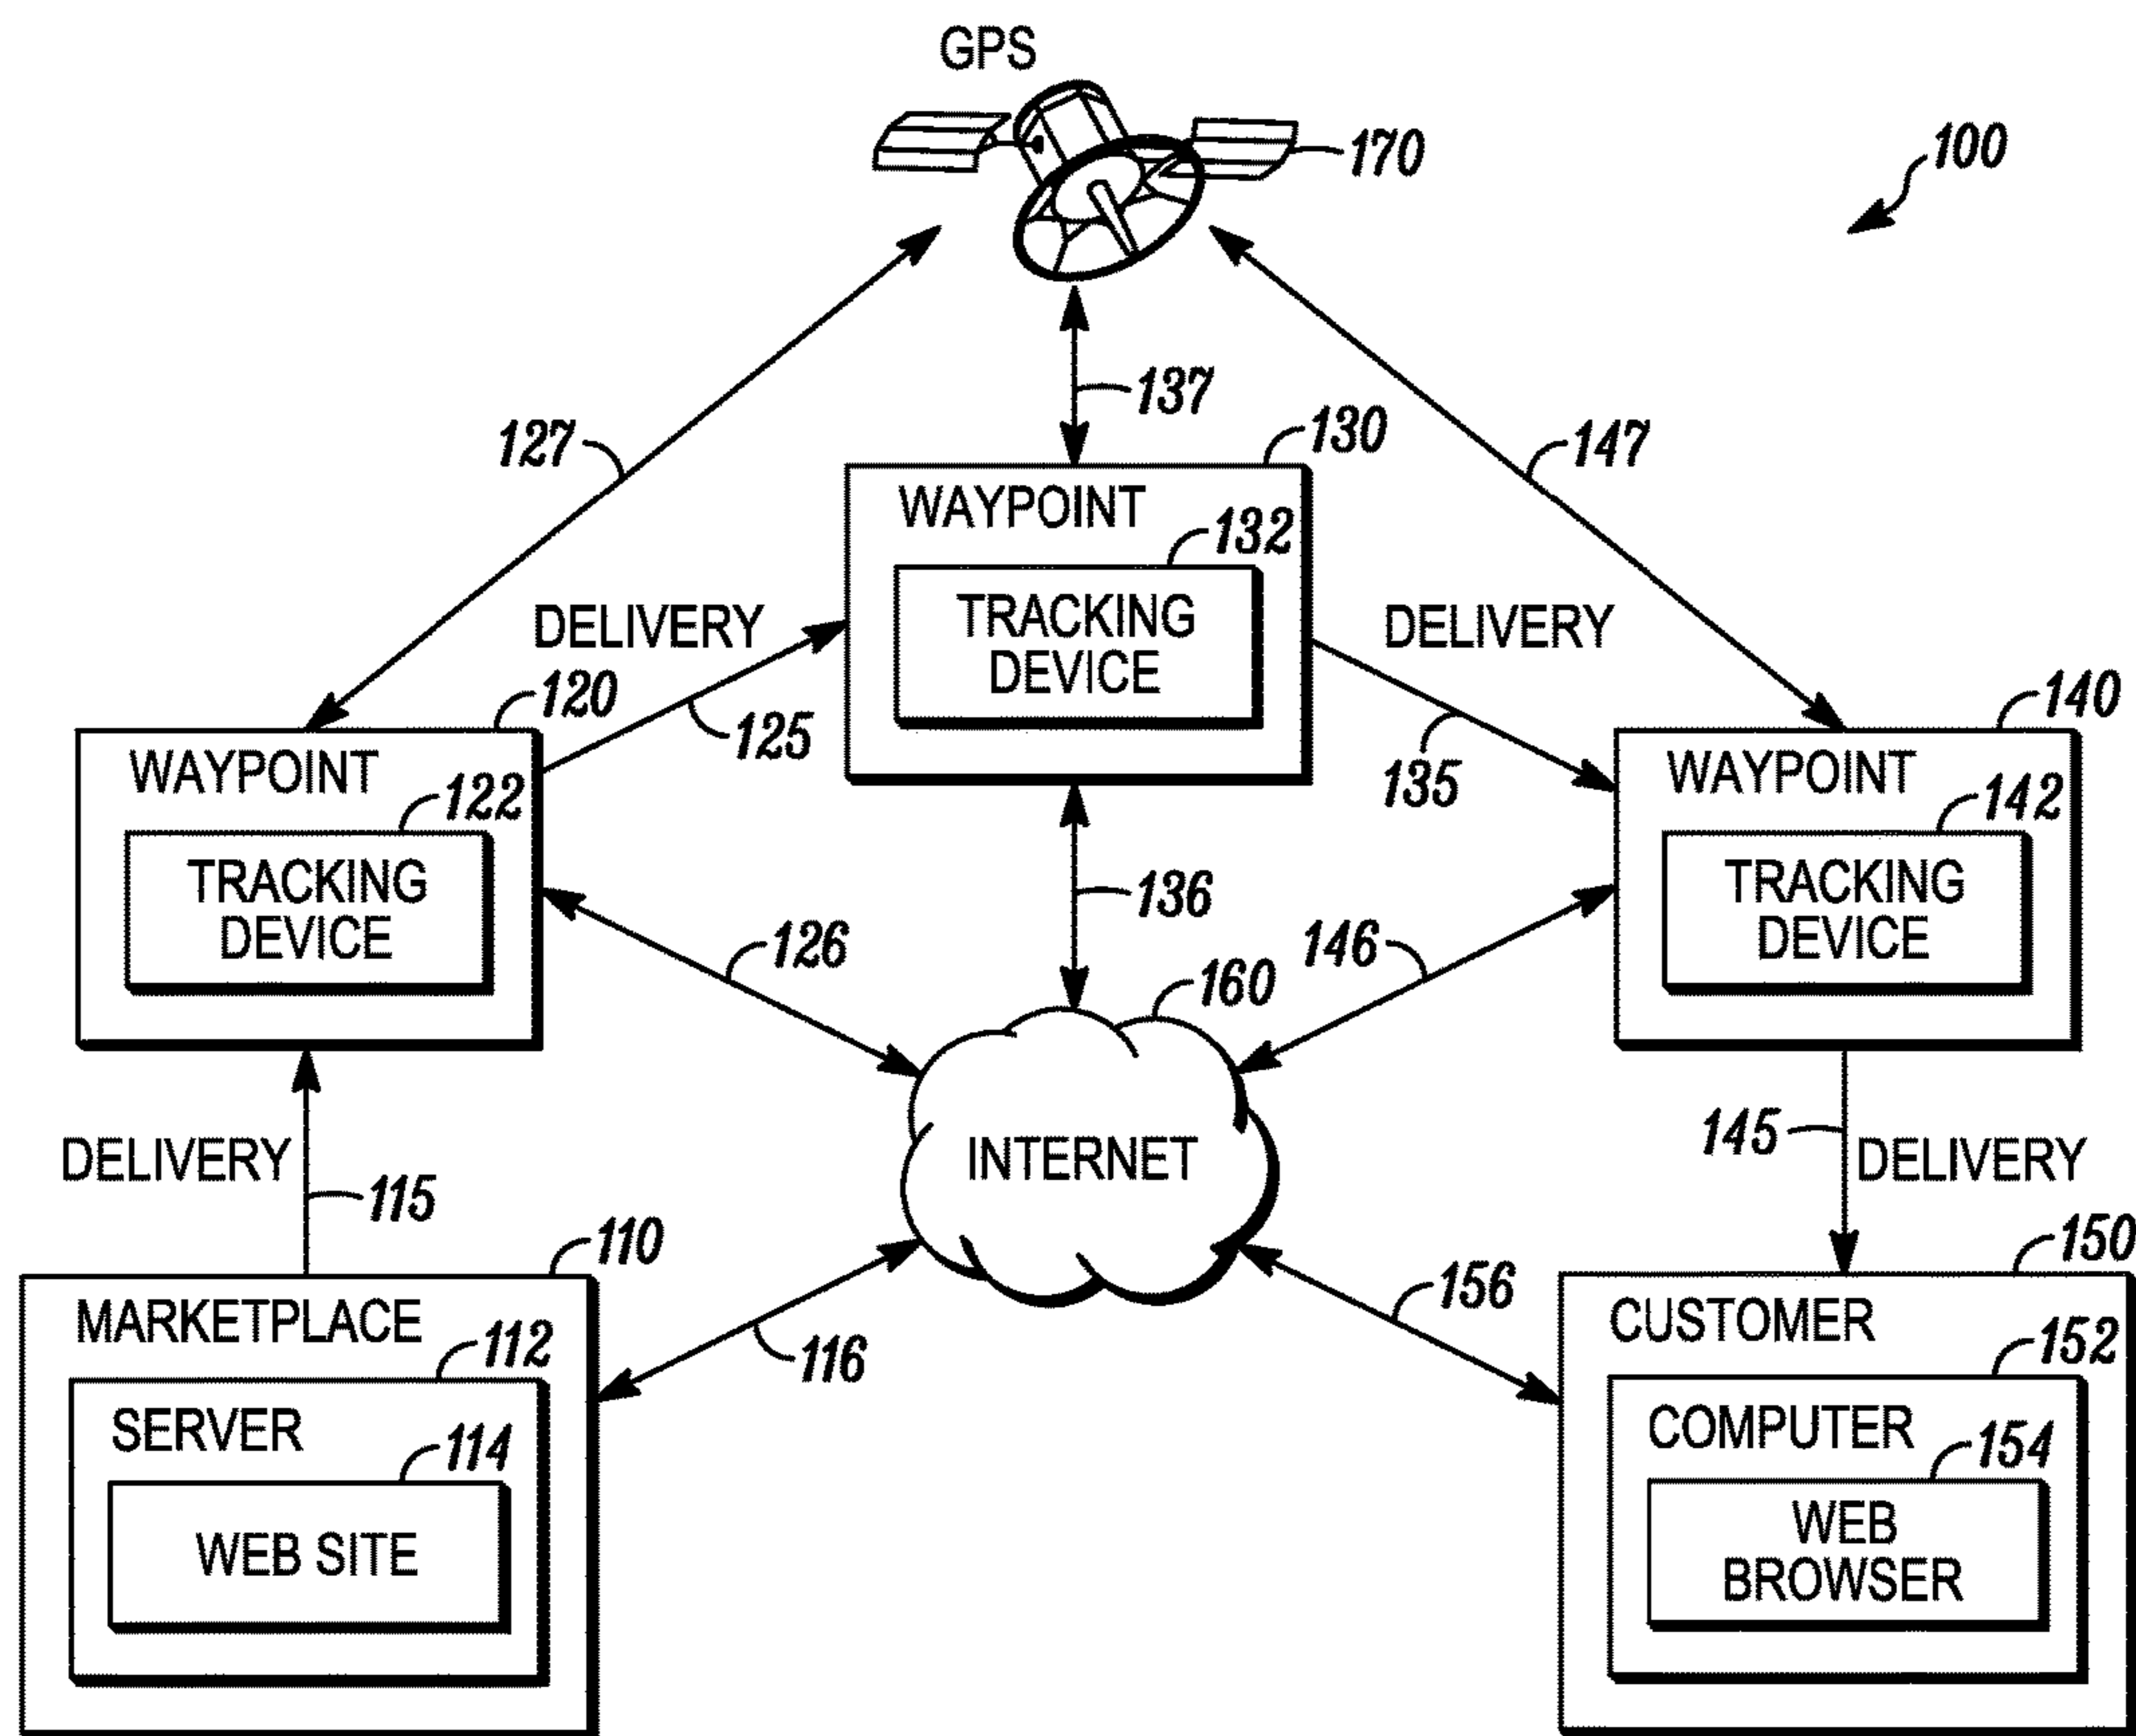 GPS
170
100
137
130
127
147
WAYPOINT
132
TRACKING
DEVICE
DELIVERY
DELIVERY
120
125
135
140
WAYPOINT
122
TRACKING
DEVICE
WAYPOINT
142
TRACKING
DEVICE
136
126
146
160
INTERNET
DELIVERY
115
145
DELIVERY
110
MARKETPLACE
112
SERVER
114
WEB SITE
116
156
150
CUSTOMER
152
COMPUTER
154
WEB
BROWSER